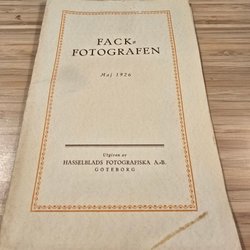 FACK=
FOTOGRAFEN
Maj 1926
Utgiven av
HASSELBLADS FOTOGRAFISKA A.-B.
GÖTEBORG